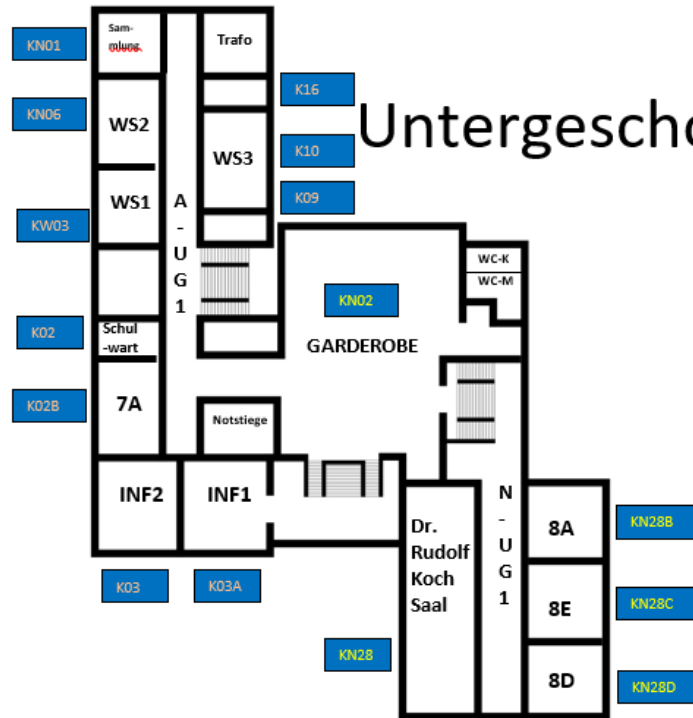 KN01
Sam-
mlung
Trafo
K16
KN06
WS2
Untergescho
K10
WS3
K09
WS1
KW03
A
-
U
G
1
WC-K
WC-M
KN02
K02
Schul
-wart
GARDEROBE
K02B
7A
Notstiege
INF2
INF1
K03
K03A
Dr.
Rudolf
Koch
Saal
N
-
U
G
1
8A
KN28B
8E
KN28C
KN28
8D
KN28D